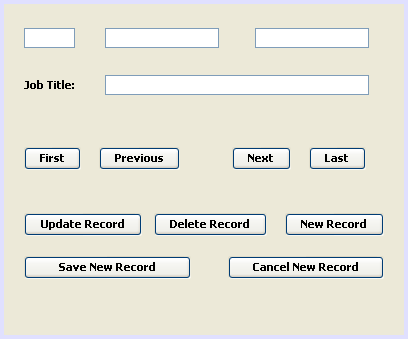 Job Title:
First Previous Next Last
Update Record Delete Record New Record
Save New Record Cancel New Record